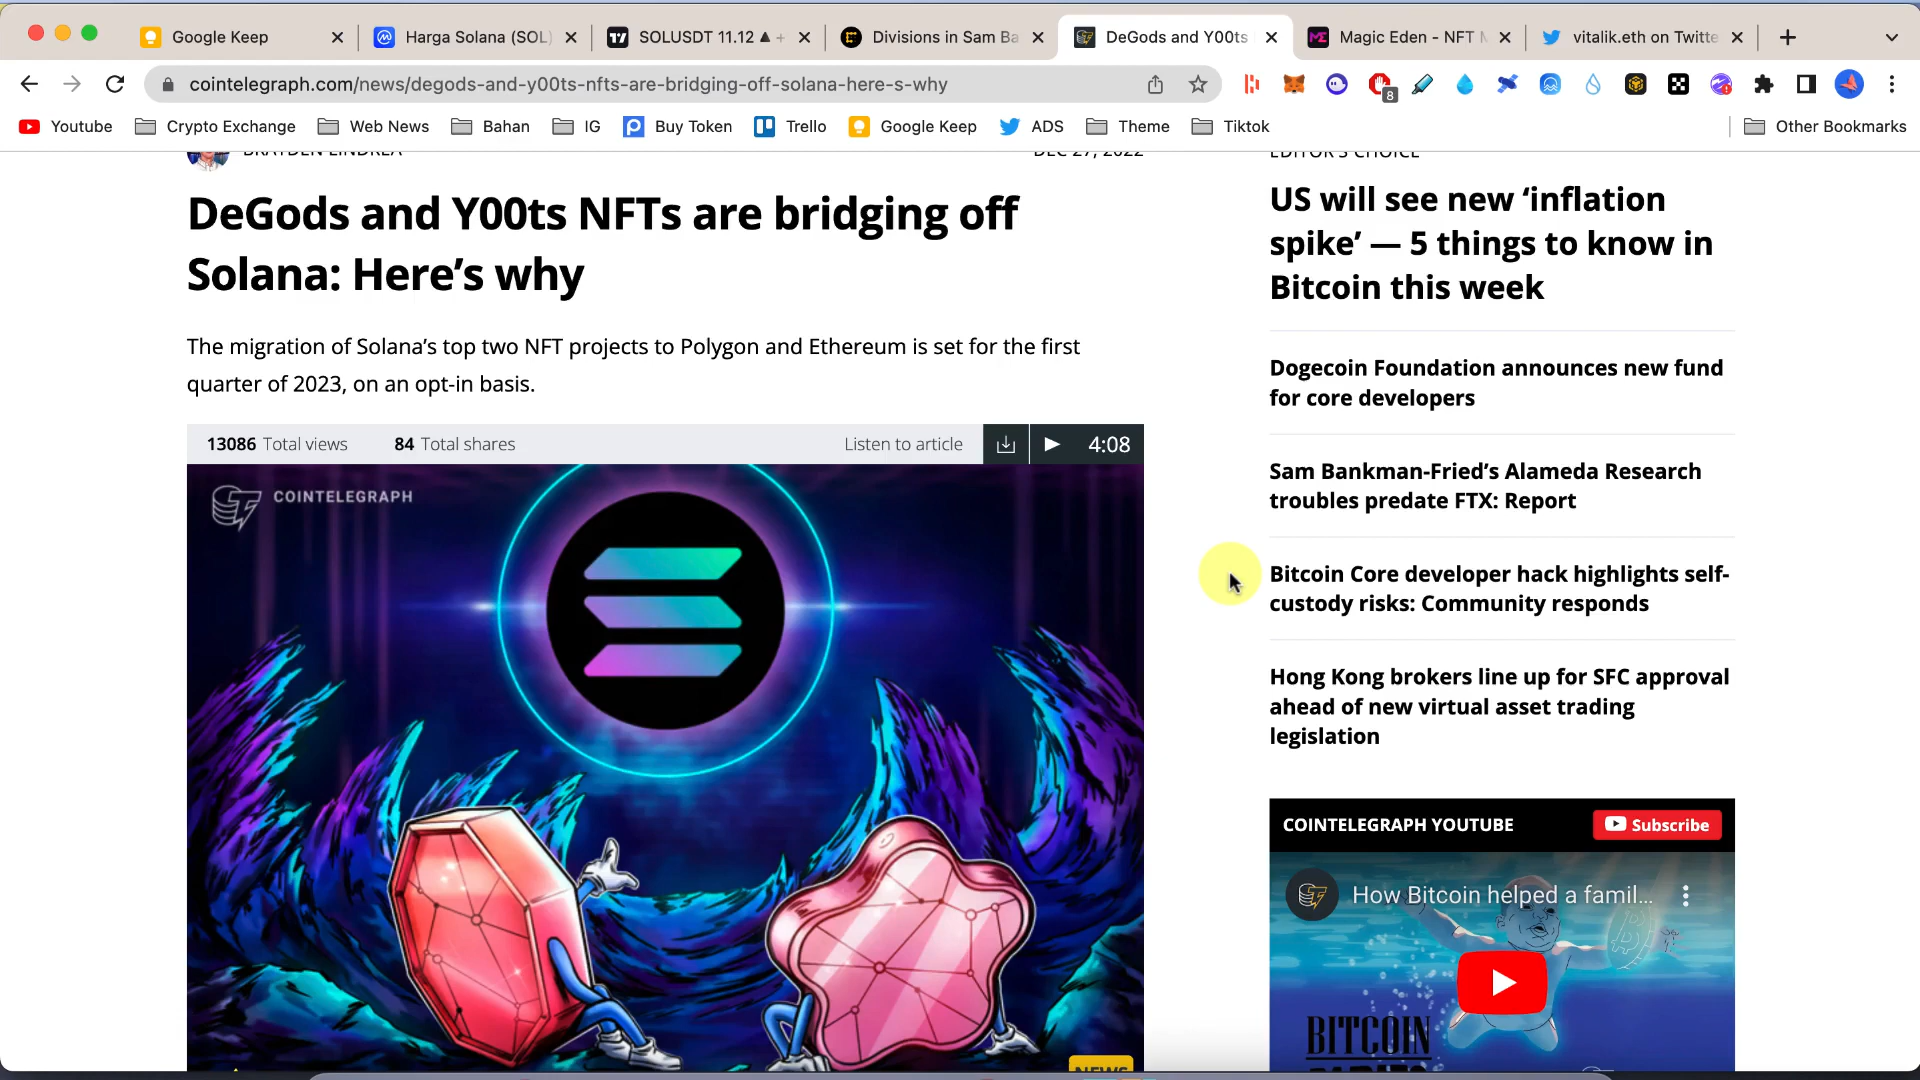 Google Keep
Harga Solana (SOL)
SOLUSDT 11.12 ▲ +
Divisions in Sam Ba
DeGods and Y00ts
Magic Eden - NFT M
vitalik.eth on Twitte
cointelegraph.com/news/degods-and-y00ts-nfts-are-bridging-off-solana-here-s-why
8
Youtube
Crypto Exchange
Web News
Bahan
IG
Buy Token
Trello
Google Keep
ADS
Theme
Tiktok
Other Bookmarks
BRAYDEN LINDREA
DEC 27, 2022
DeGods and Y00ts NFTs are bridging off
Solana: Here’s why
The migration of Solana’s top two NFT projects to Polygon and Ethereum is set for the first
quarter of 2023, on an opt-in basis.
13086 Total views
84 Total shares
Listen to article
4:08
COINTELEGRAPH
NEWS
EDITOR’S CHOICE
US will see new ‘inflation
spike’ — 5 things to know in
Bitcoin this week
Dogecoin Foundation announces new fund
for core developers
Sam Bankman-Fried’s Alameda Research
troubles predate FTX: Report
Bitcoin Core developer hack highlights self-
custody risks: Community responds
Hong Kong brokers line up for SFC approval
ahead of new virtual asset trading
legislation
COINTELEGRAPH YOUTUBE
Subscribe
How Bitcoin helped a famil...
BITCOIN